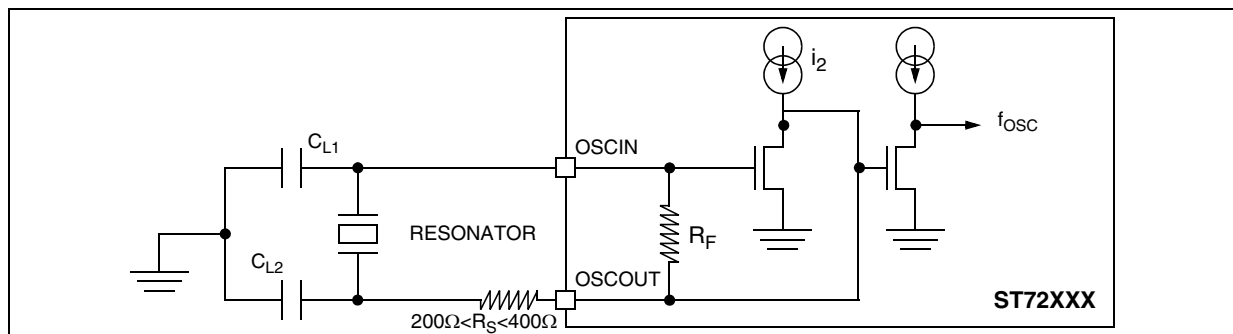 i2
fOSC
CL1
OSCIN
RESONATOR
RF
CL2
OSCOUT
200Ω<RS<400Ω
ST72XXX